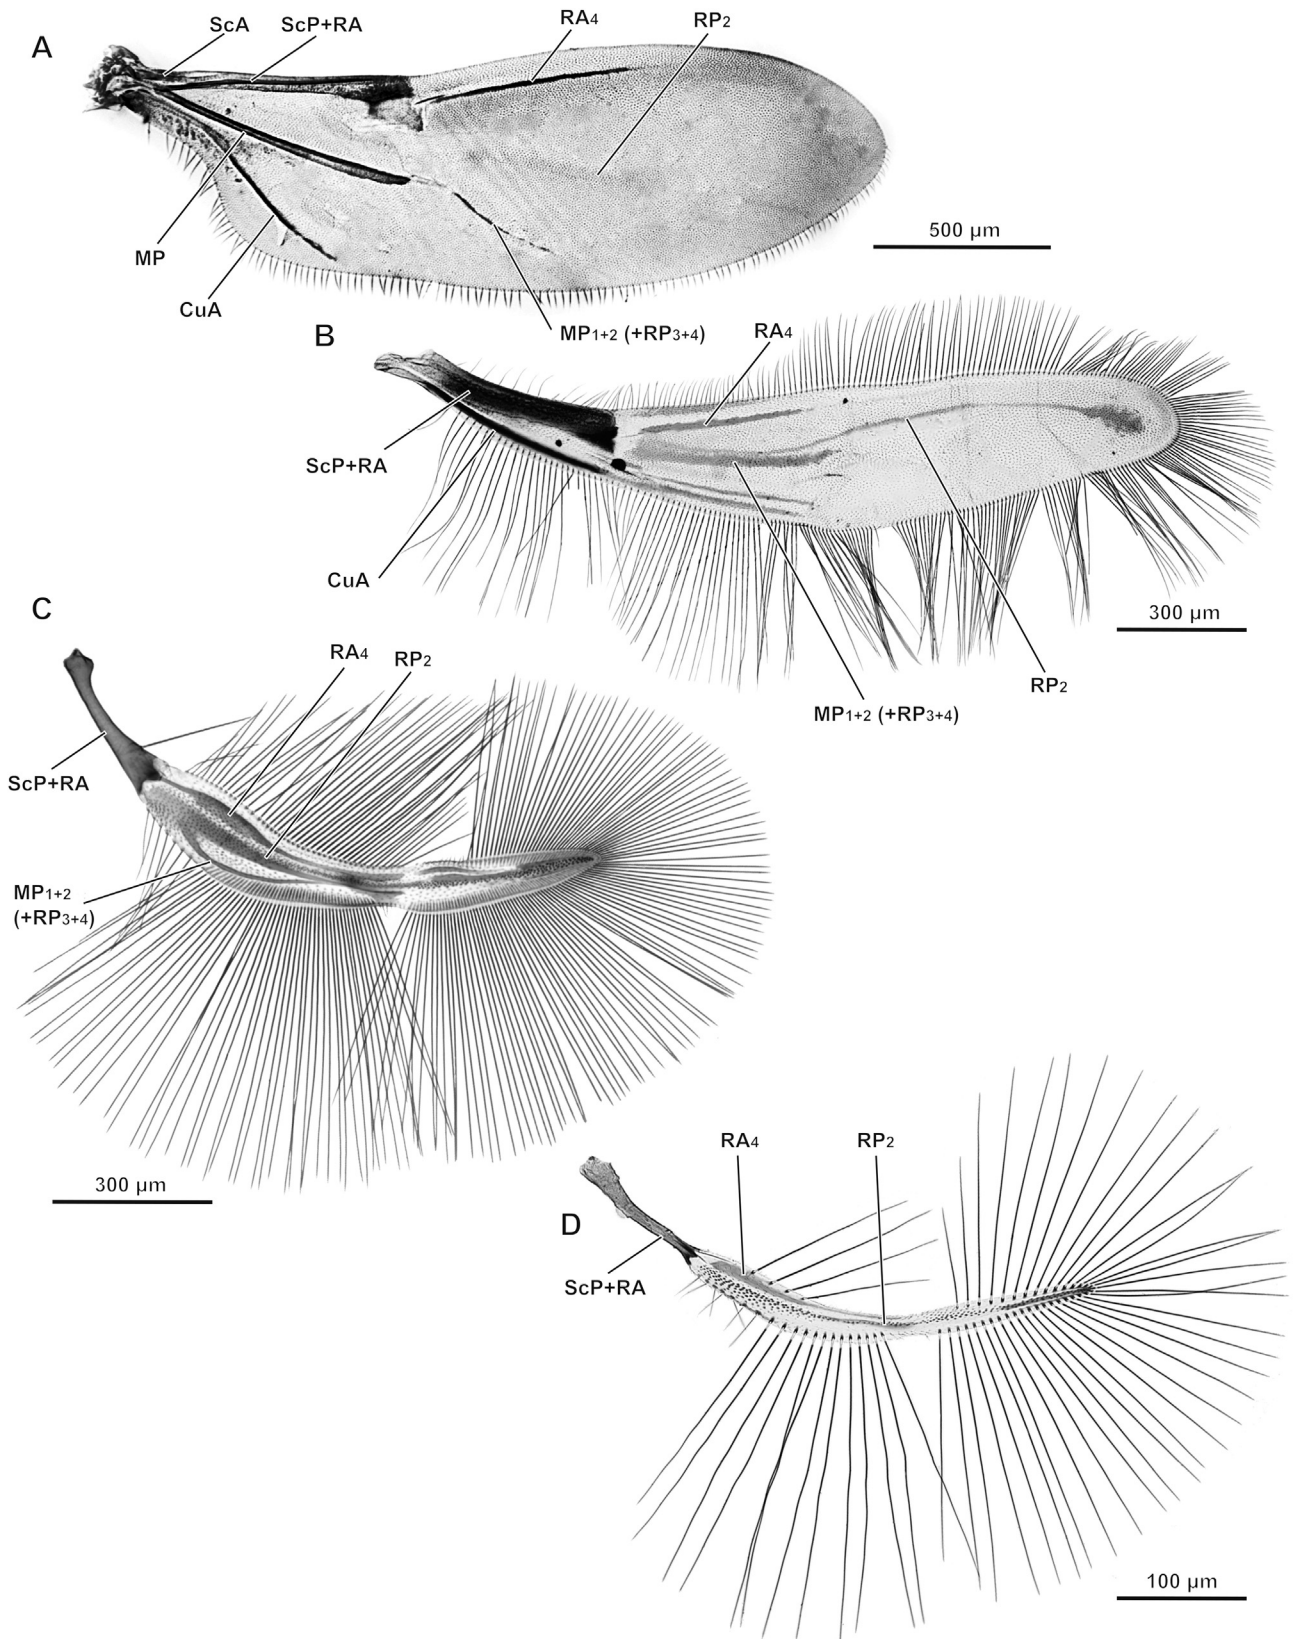 A
ScA
ScP+RA
RA4
RP2
MP
CuA
500 µm
MP1+2 (+RP3+4)
B
RA4
ScP+RA
CuA
300 µm
RP2
MP1+2 (+RP3+4)
C
RA4
RP2
ScP+RA
MP1+2
(+RP3+4)
300 µm
D
RA4
RP2
ScP+RA
100 µm